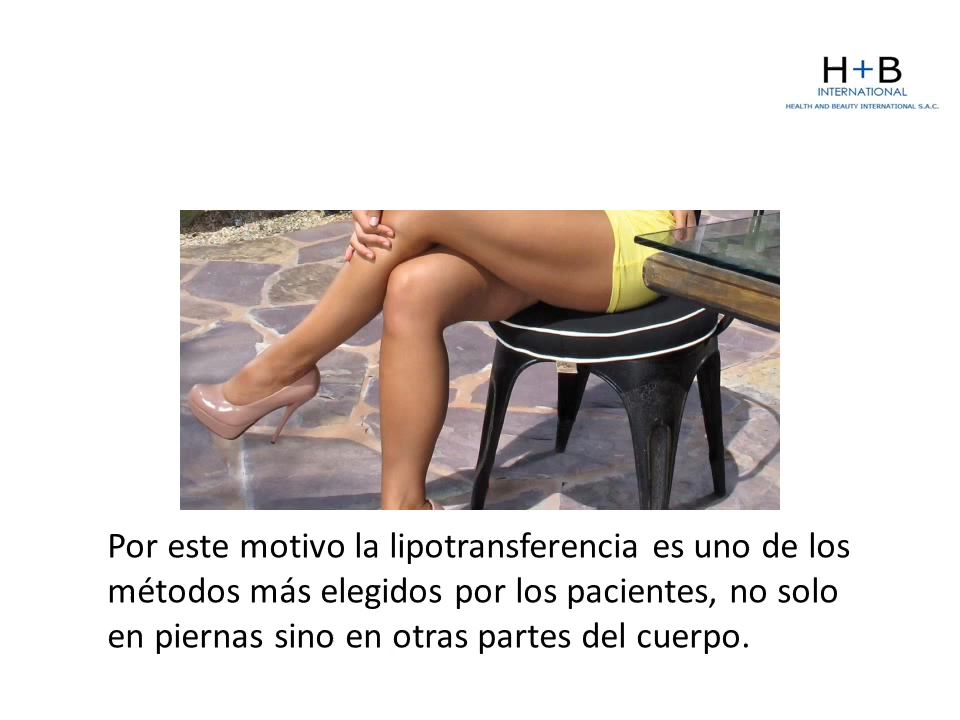 H+B
INTERNATIONAL
HEALTH AND BEAUTY INTERNATIONAL S.A.C.
Por este motivo la lipotransferencia es uno de los
métodos más elegidos por los pacientes, no solo
en piernas sino en otras partes del cuerpo.